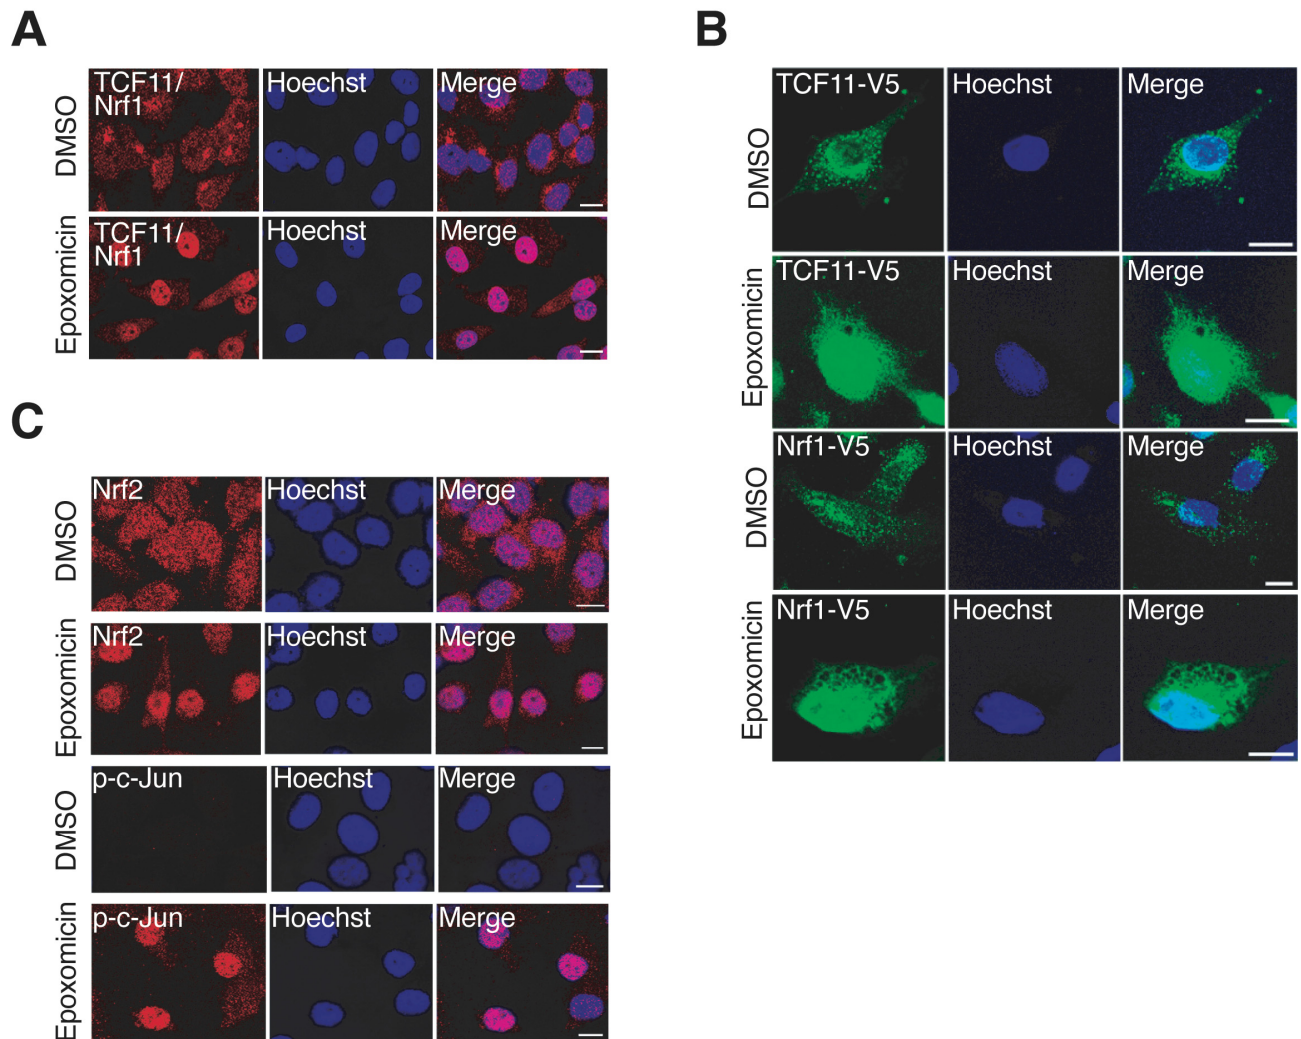 A
TCF11/
Nrf1
Hoechst
Merge
DMSO
TCF11/
Nrf1
Hoechst
Merge
Epoxomicin
B
TCF11-V5
Hoechst
Merge
DMSO
TCF11-V5
Hoechst
Merge
Epoxomicin
Nrf1-V5
Hoechst
Merge
DMSO
Nrf1-V5
Hoechst
Merge
Epoxomicin
C
Nrf2
Hoechst
Merge
DMSO
Nrf2
Hoechst
Merge
Epoxomicin
p-c-Jun
Hoechst
Merge
DMSO
p-c-Jun
Hoechst
Merge
Epoxomicin